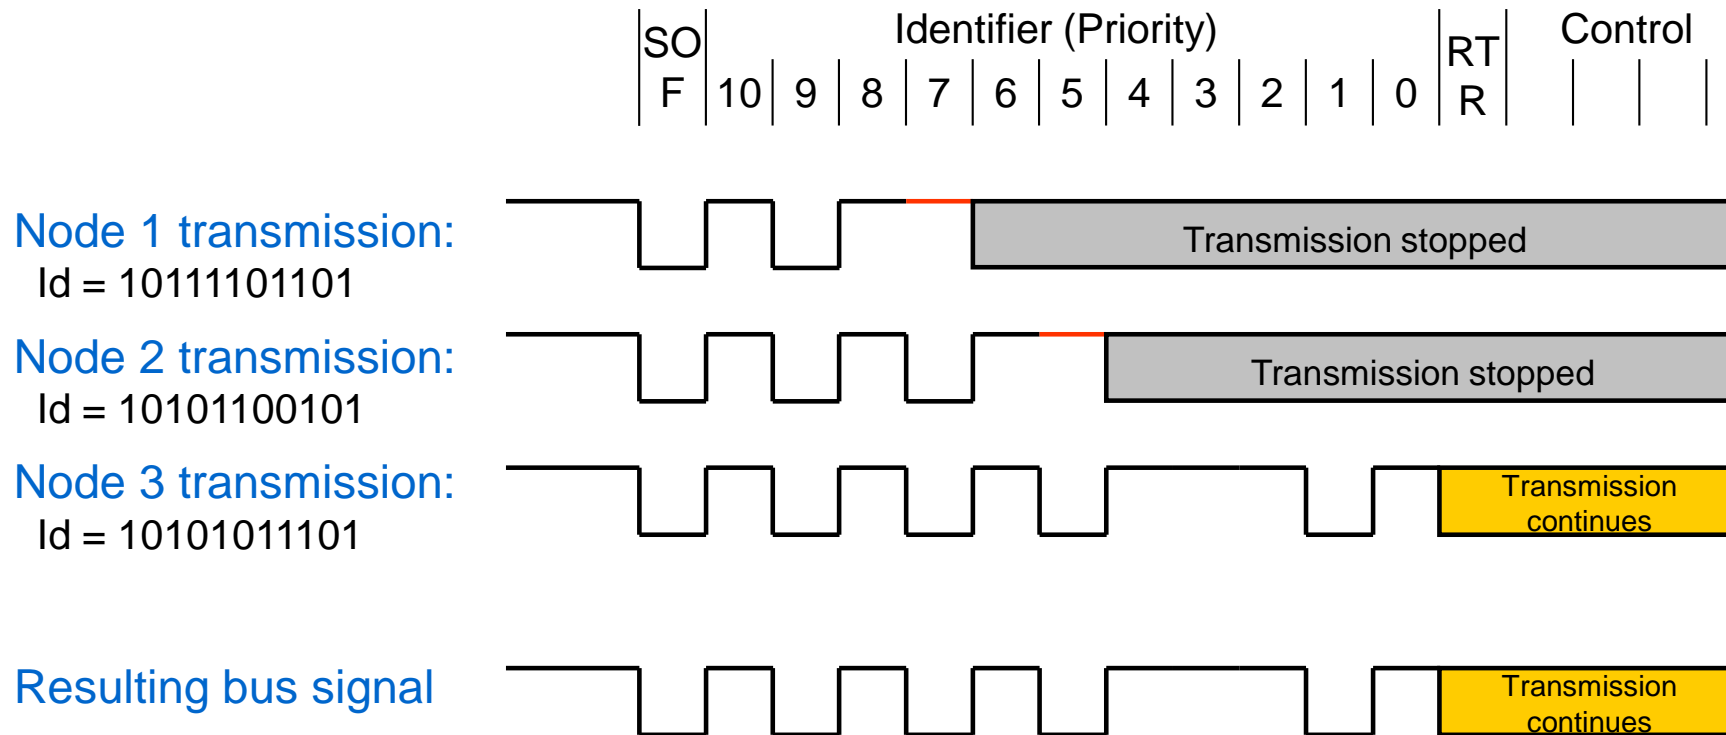 SO
F
Identifier (Priority)
10 9 8 7 6 5 4 3 2 1 0
RT
R
Control
Node 1 transmission:
Id = 10111101101
Transmission stopped
Node 2 transmission:
Id = 10101100101
Transmission stopped
Node 3 transmission:
Id = 10101011101
Transmission
continues
Resulting bus signal
Transmission
continues